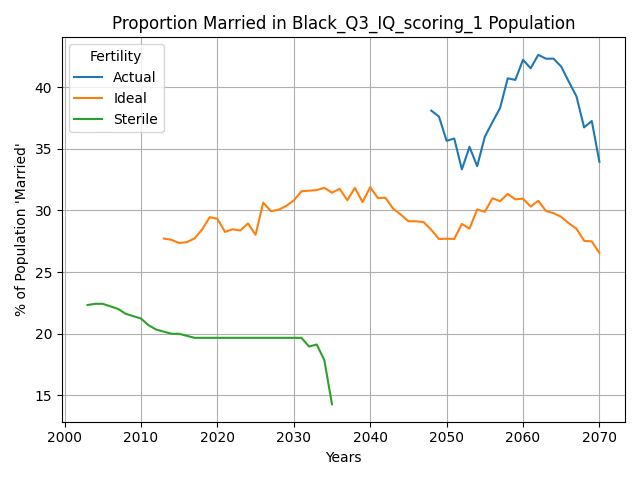 Proportion Married in Black_Q3_IQ_scoring_1 Population
% of Population 'Married'
Fertility
Actual
Ideal
Sterile
40
35
30
25
20
15
2000 2010 2020 2030 2040 2050 2060 2070
Years